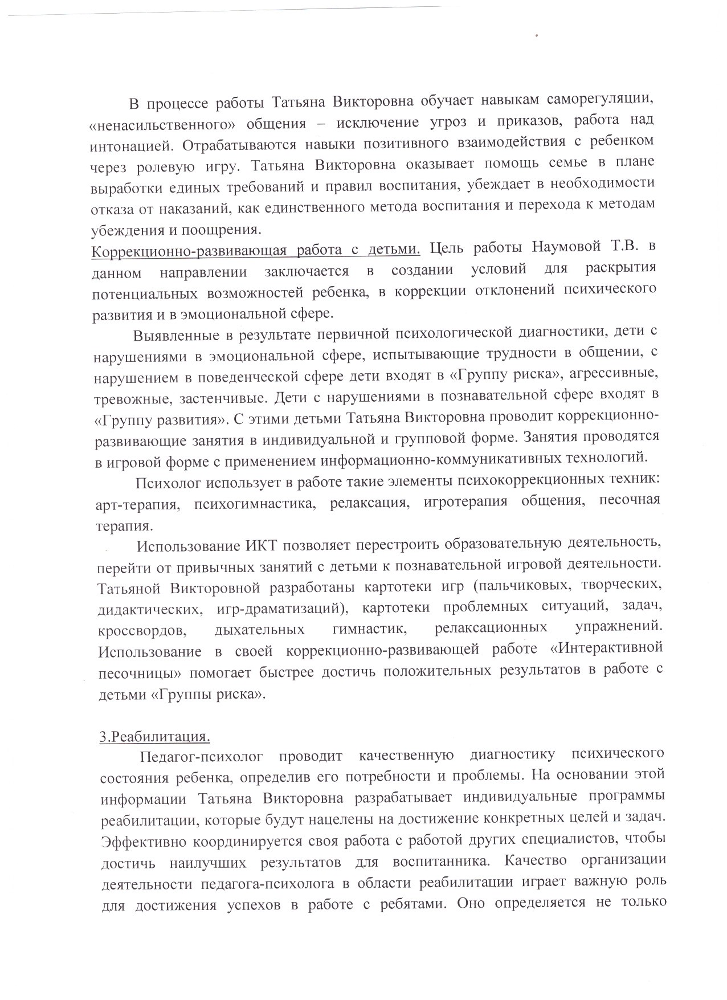 В процессе работы Татьяна Викторовна обучает навыкам саморегуляции,
«ненасильственного» общения – исключение угроз и приказов, работа над
интонацией. Отрабатываются навыки позитивного взаимодействия с ребенком
через ролевую игру. Татьяна Викторовна оказывает помощь семье в плане
выработки единых требований и правил воспитания, убеждает в необходимости
отказа от наказаний, как единственного метода воспитания и перехода к методам
убеждения и поощрения.
Коррекционно-развивающая работа с детьми. Цель работы Наумовой Т.В. в
данном направлении заключается в создании условий для раскрытия
потенциальных возможностей ребенка, в коррекции отклонений психического
развития и в эмоциональной сфере.
Выявленные в результате первичной психологической диагностики, дети с
нарушениями в эмоциональной сфере, испытывающие трудности в общении, с
нарушением в поведенческой сфере дети входят в «Группу риска», агрессивные,
тревожные, застенчивые. Дети с нарушениями в познавательной сфере входят в
«Группу развития». С этими детьми Татьяна Викторовна проводит коррекционно-
развивающие занятия в индивидуальной и групповой форме. Занятия проводятся
в игровой форме с применением информационно-коммуникативных технологий.
Психолог использует в работе такие элементы психокоррекционных техник:
арт-терапия, психогимнастика, релаксация, игротерапия общения, песочная
терапия.
Использование ИКТ позволяет перестроить образовательную деятельность,
перейти от привычных занятий с детьми к познавательной игровой деятельности.
Татьяной Викторовной разработаны картотеки игр (пальчиковых, творческих,
дидактических, игр-драматизаций), картотеки проблемных ситуаций, задач,
кроссвордов, дыхательных гимнастик, релаксационных упражнений.
Использование в своей коррекционно-развивающей работе «Интерактивной
песочницы» помогает быстрее достичь положительных результатов в работе с
детьми «Группы риска».
3.Реабилитация.
Педагог-психолог проводит качественную диагностику психического
состояния ребенка, определив его потребности и проблемы. На основании этой
информации Татьяна Викторовна разрабатывает индивидуальные программы
реабилитации, которые будут нацелены на достижение конкретных целей и задач.
Эффективно координируется своя работа с работой других специалистов, чтобы
достичь наилучших результатов для воспитанника. Качество организации
деятельности педагога-психолога в области реабилитации играет важную роль
для достижения успехов в работе с ребятами. Оно определяется не только